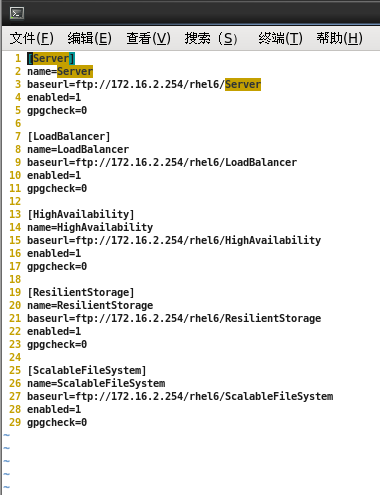 文件(F) 编辑(E) 查看(V) 搜索 (S) 终端(T) 帮助(H)
1 [Server]
2 name=Server
3 baseurl=ftp://172.16.2.254/rhel6/Server
4 enabled=1
5 gpgcheck=0
6
7 [LoadBalancer]
8 name=LoadBalancer
9 baseurl=ftp://172.16.2.254/rhel6/LoadBalancer
10 enabled=1
11 gpgcheck=0
12
13 [HighAvailability]
14 name=HighAvailability
15 baseurl=ftp://172.16.2.254/rhel6/HighAvailability
16 enabled=1
17 gpgcheck=0
18
19 [ResilientStorage]
20 name=ResilientStorage
21 baseurl=ftp://172.16.2.254/rhel6/ResilientStorage
22 enabled=1
23 gpgcheck=0
24
25 [ScalableFileSystem]
26 name=ScalableFileSystem
27 baseurl=ftp://172.16.2.254/rhel6/ScalableFileSystem
28 enabled=1
29 gpgcheck=0
~
~
~
~
~